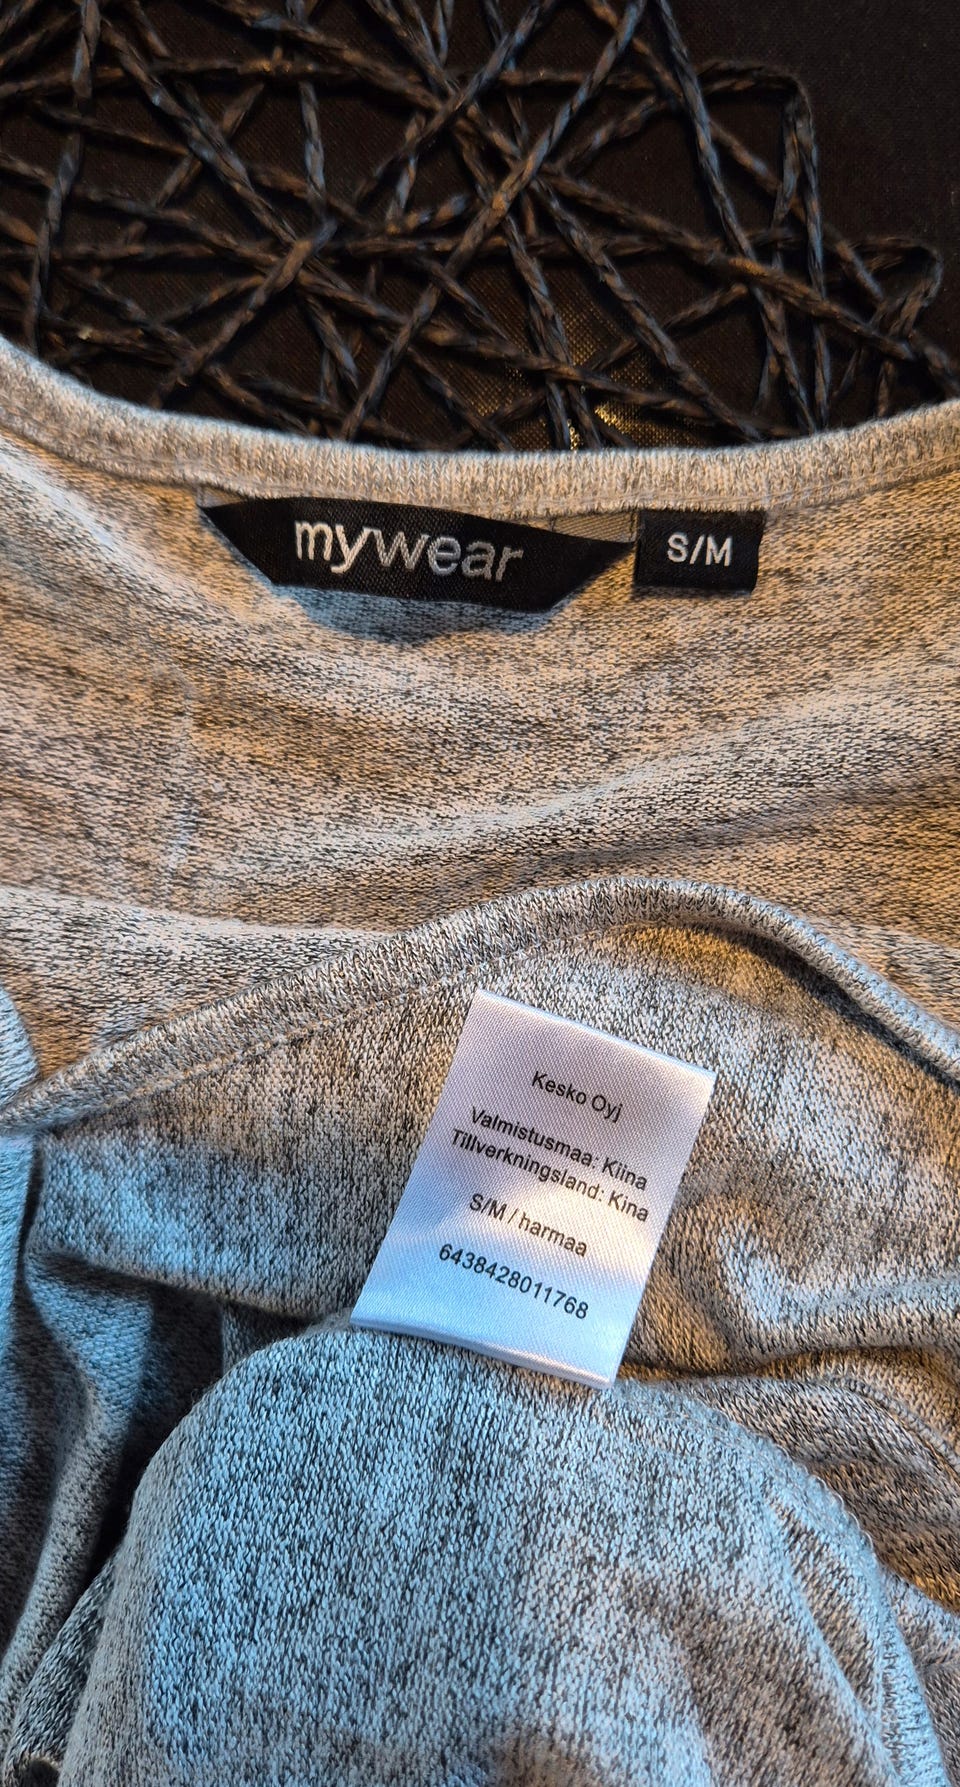 mywear
S/M
Kesko Oyj
Valmistusmaa: Kiina
Tillverkningsland: Kina
S/M / harmaa
6438428011768